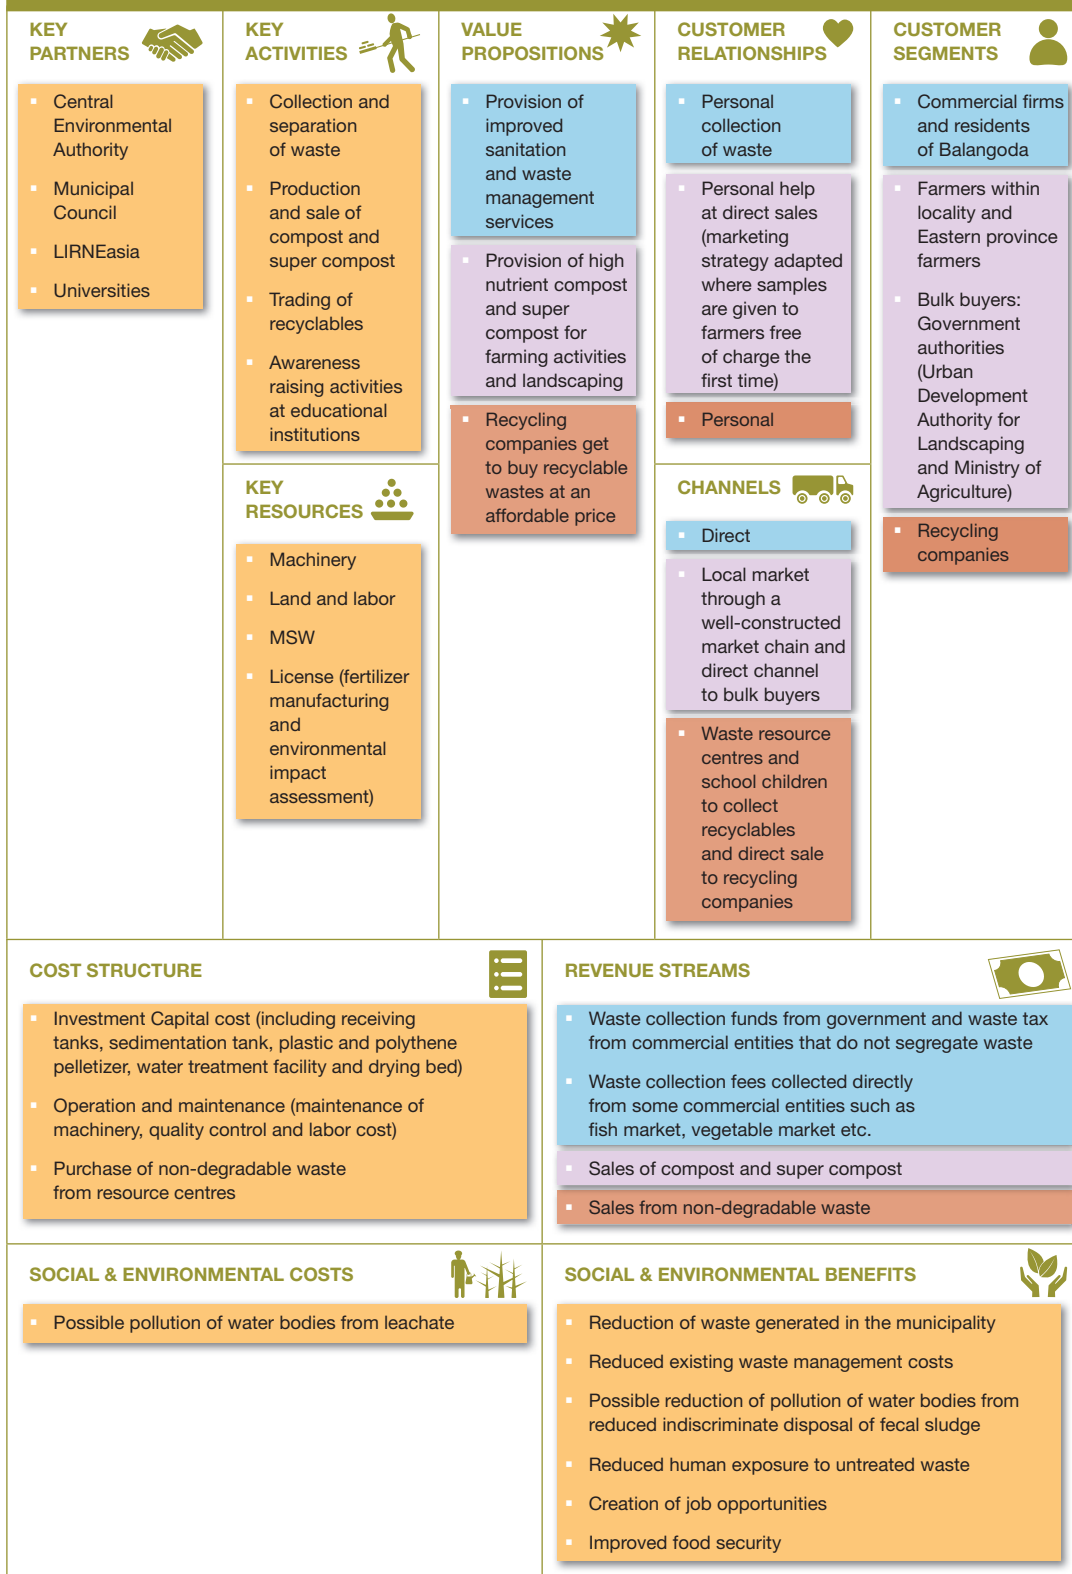 KEY
PARTNERS
Central
Environmental
Authority
Municipal
Council
LIRNEasia
Universities
KEY
ACTIVITIES
Collection and
separation
of waste
Production
and sale of
compost and
super compost
Trading of
recyclables
Awareness
raising activities
at educational
institutions
KEY
RESOURCES
Machinery
Land and labor
MSW
License (fertilizer
manufacturing
and
environmental
impact
assessment)
VALUE
PROPOSITIONS
Provision of
improved
sanitation
and waste
management
services
Provision of high
nutrient compost
and super
compost for
farming activities
and landscaping
Recycling
companies get
to buy recyclable
wastes at an
affordable price
CUSTOMER
RELATIONSHIPS
Personal
collection
of waste
Personal help
at direct sales
(marketing
strategy adapted
where samples
are given to
farmers free
of charge the
first time)
Personal
CHANNELS
Direct
Local market
through a
well-constructed
market chain and
direct channel
to bulk buyers
Waste resource
centres and
school children
to collect
recyclables
and direct sale
to recycling
companies
CUSTOMER
SEGMENTS
Commercial firms
and residents
of Balangoda
Farmers within
locality and
Eastern province
farmers
Bulk buyers:
Government
authorities
(Urban
Development
Authority for
Landscaping
and Ministry of
Agriculture)
Recycling
companies
COST STRUCTURE
Investment Capital cost (including receiving
tanks, sedimentation tank, plastic and polythene
pelletizer, water treatment facility and drying bed)
Operation and maintenance (maintenance of
machinery, quality control and labor cost)
Purchase of non-degradable waste
from resource centres
REVENUE STREAMS
Waste collection funds from government and waste tax
from commercial entities that do not segregate waste
Waste collection fees collected directly
from some commercial entities such as
fish market, vegetable market etc.
Sales of compost and super compost
Sales from non-degradable waste
SOCIAL & ENVIRONMENTAL COSTS
Possible pollution of water bodies from leachate
SOCIAL & ENVIRONMENTAL BENEFITS
Reduction of waste generated in the municipality
Reduced existing waste management costs
Possible reduction of pollution of water bodies from
reduced indiscriminate disposal of fecal sludge
Reduced human exposure to untreated waste
Creation of job opportunities
Improved food security